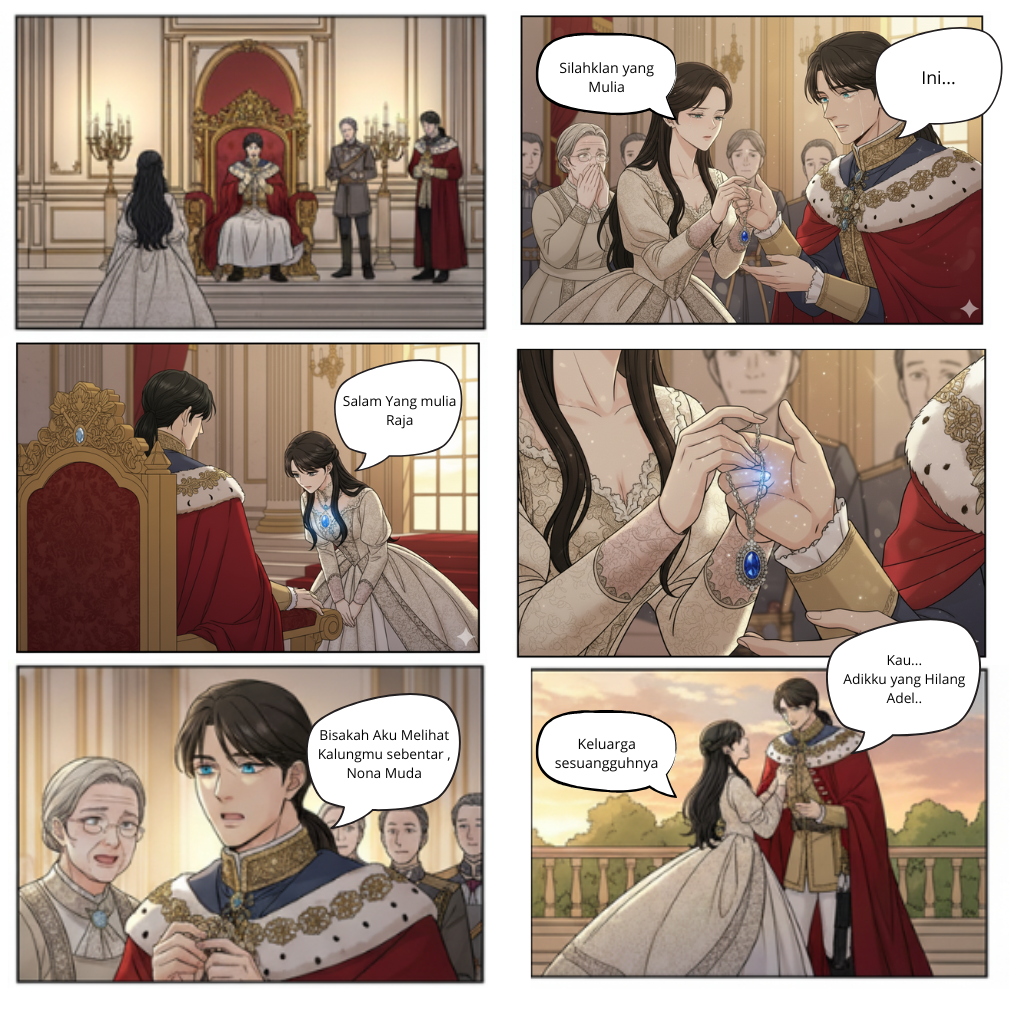 Salam Yang mulia
Raja
Bisakah Aku Melihat
Kalungmu sebentar ,
Nona Muda
Silahklan yang
Mulia
Ini...
Kau...
Adikku yang Hilang
Adel..
Keluarga
sesuangguhnya